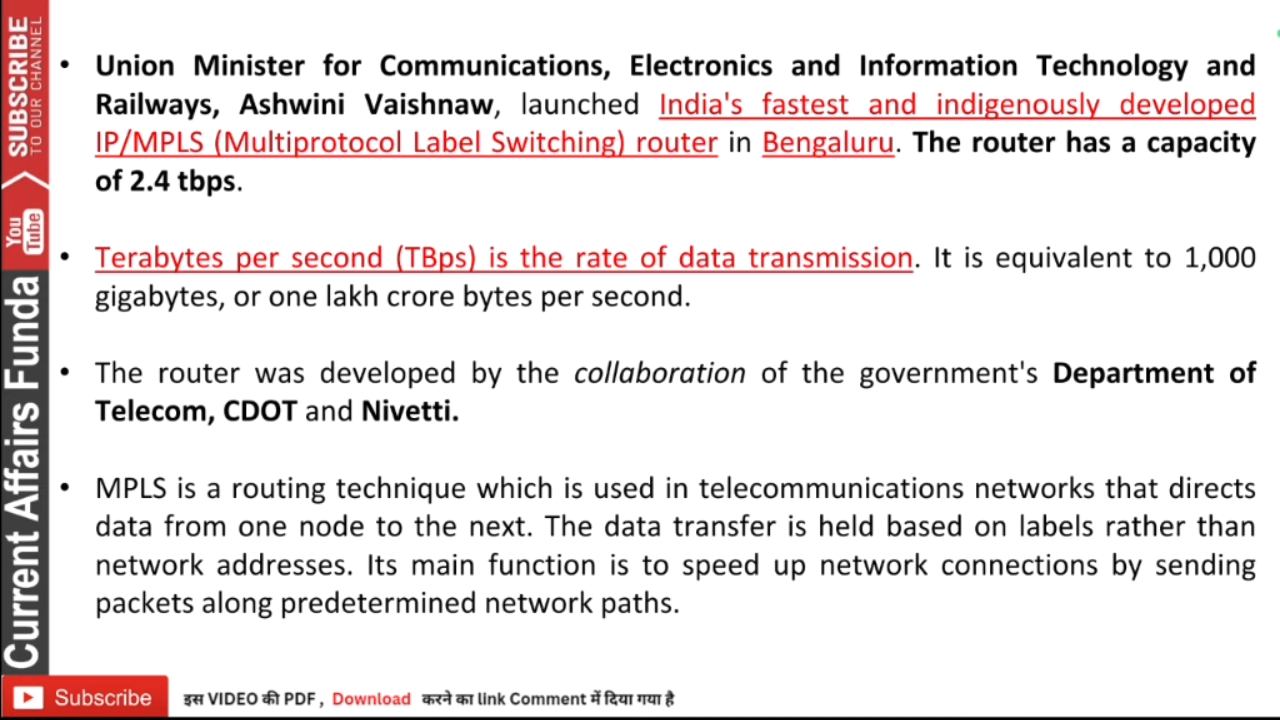 SUBSCRIBE
TO OUR CHANNEL
You
Tube
Current Affairs Funda
• Union Minister for Communications, Electronics and Information Technology and
Railways, Ashwini Vaishnaw, launched India's fastest and indigenously developed
IP/MPLS (Multiprotocol Label Switching) router in Bengaluru. The router has a capacity
of 2.4 tbps.
• Terabytes per second (TBps) is the rate of data transmission. It is equivalent to 1,000
gigabytes, or one lakh crore bytes per second.
• The router was developed by the collaboration of the government's Department of
Telecom, CDOT and Nivetti.
• MPLS is a routing technique which is used in telecommunications networks that directs
data from one node to the next. The data transfer is held based on labels rather than
network addresses. Its main function is to speed up network connections by sending
packets along predetermined network paths.
Subscribe
इस VIDEO की PDF , Download करने का link Comment में दिया गया है